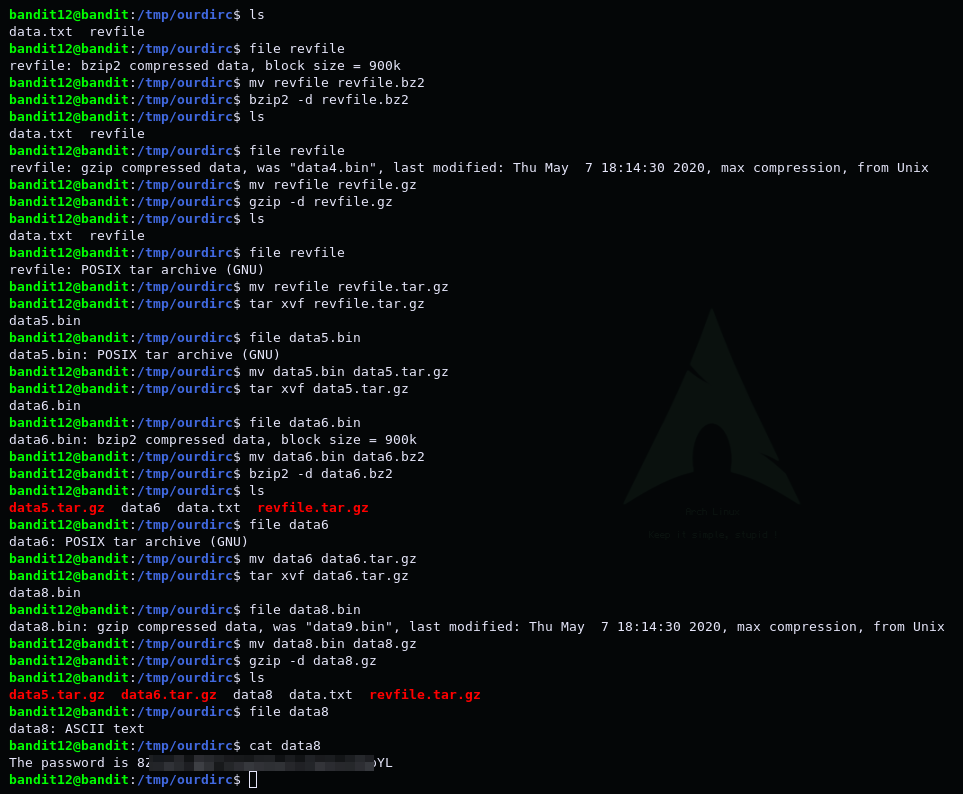 bandit12@bandit:/tmp/ourdirc$ ls
data.txt  revfile
bandit12@bandit:/tmp/ourdirc$ file revfile
revfile: bzip2 compressed data, block size = 900k
bandit12@bandit:/tmp/ourdirc$ mv revfile revfile.bz2
bandit12@bandit:/tmp/ourdirc$ bzip2 -d revfile.bz2
bandit12@bandit:/tmp/ourdirc$ ls
data.txt  revfile
bandit12@bandit:/tmp/ourdirc$ file revfile
revfile: gzip compressed data, was "data4.bin", last modified: Thu May  7 18:14:30 2020, max compression, from Unix
bandit12@bandit:/tmp/ourdirc$ mv revfile revfile.gz
bandit12@bandit:/tmp/ourdirc$ gzip -d revfile.gz
bandit12@bandit:/tmp/ourdirc$ ls
data.txt  revfile
bandit12@bandit:/tmp/ourdirc$ file revfile
revfile: POSIX tar archive (GNU)
bandit12@bandit:/tmp/ourdirc$ mv revfile revfile.tar.gz
bandit12@bandit:/tmp/ourdirc$ tar xvf revfile.tar.gz
data5.bin
bandit12@bandit:/tmp/ourdirc$ file data5.bin
data5.bin: POSIX tar archive (GNU)
bandit12@bandit:/tmp/ourdirc$ mv data5.bin data5.tar.gz
bandit12@bandit:/tmp/ourdirc$ tar xvf data5.tar.gz
data6.bin
bandit12@bandit:/tmp/ourdirc$ file data6.bin
data6.bin: bzip2 compressed data, block size = 900k
bandit12@bandit:/tmp/ourdirc$ mv data6.bin data6.bz2
bandit12@bandit:/tmp/ourdirc$ bzip2 -d data6.bz2
bandit12@bandit:/tmp/ourdirc$ ls
data5.tar.gz  data6  data.txt  revfile.tar.gz
bandit12@bandit:/tmp/ourdirc$ file data6
data6: POSIX tar archive (GNU)
bandit12@bandit:/tmp/ourdirc$ mv data6 data6.tar.gz
bandit12@bandit:/tmp/ourdirc$ tar xvf data6.tar.gz
data8.bin
bandit12@bandit:/tmp/ourdirc$ file data8.bin
data8.bin: gzip compressed data, was "data9.bin", last modified: Thu May  7 18:14:30 2020, max compression, from Unix
bandit12@bandit:/tmp/ourdirc$ mv data8.bin data8.gz
bandit12@bandit:/tmp/ourdirc$ gzip -d data8.gz
bandit12@bandit:/tmp/ourdirc$ ls
data5.tar.gz  data6.tar.gz  data8  data.txt  revfile.tar.gz
bandit12@bandit:/tmp/ourdirc$ file data8
data8: ASCII text
bandit12@bandit:/tmp/ourdirc$ cat data8
The password is
bandit12@bandit:/tmp/ourdirc$